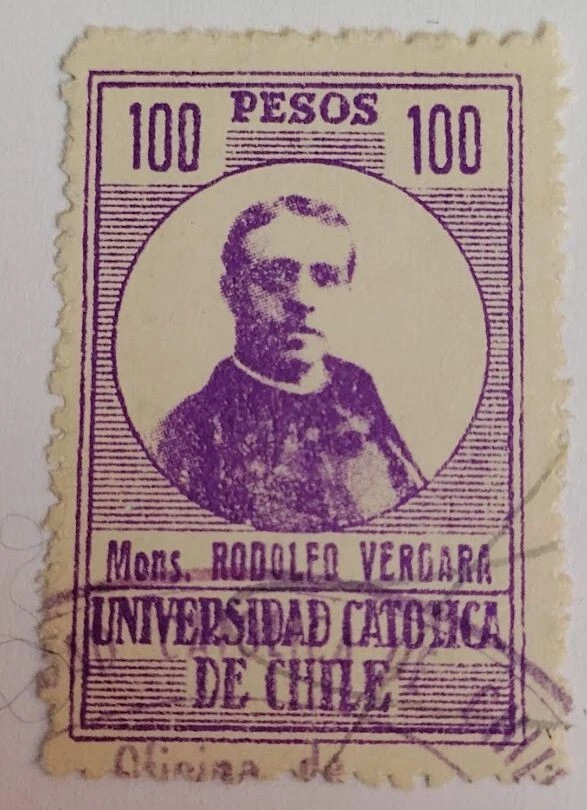 100 PESOS 100
Mons. RODOLFO VERGARA
UNIVERSIDAD CATOLICA
DE CHILE
Oficina de